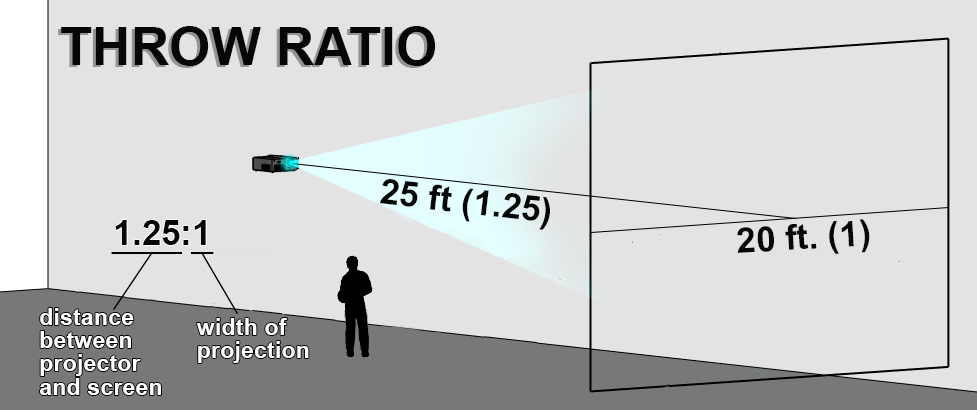 THROW RATIO
25 ft (1.25)
20 ft. (1)
1.25:1
distance
between
projector
and screen
width of
projection